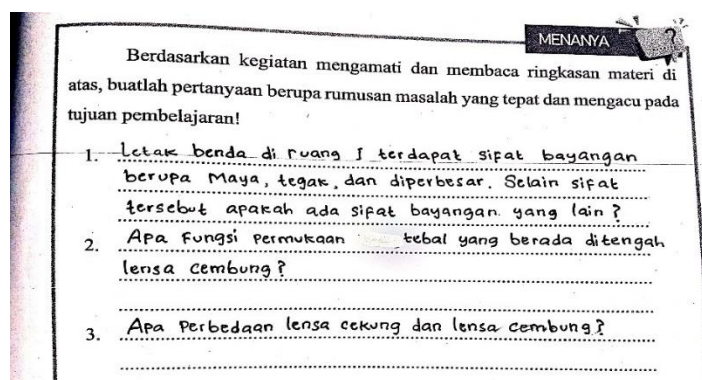 MENANYA
Berdasarkan kegiatan mengamati dan membaca ringkasan materi di
atas, buatlah pertanyaan berupa rumusan masalah yang tepat dan mengacu pada
tujuan pembelajaran!
1. Letak benda di ruang I terdapat sifat bayangan
berupa Maya, tegak, dan diperbesar. Selain sifat
tersebut apakah ada sifat bayangan yang lain?
2. Apa fungsi permukaan tebal yang berada ditengah
lensa cembung?
3. Apa Perbedaan lensa cekung dan lensa cembung?